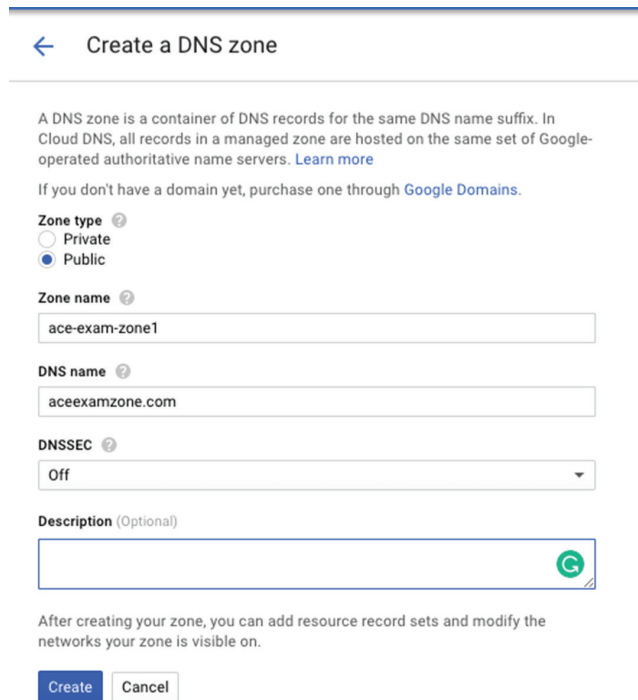 Create a DNS zone
A DNS zone is a container of DNS records for the same DNS name suffix. In
Cloud DNS, all records in a managed zone are hosted on the same set of Google-
operated authoritative name servers. Learn more
If you don't have a domain yet, purchase one through Google Domains.
Zone type
Private
Public
Zone name
ace-exam-zone1
DNS name
aceexamzone.com
DNSSEC
Off
Description (Optional)
After creating your zone, you can add resource record sets and modify the
networks your zone is visible on.
Create Cancel